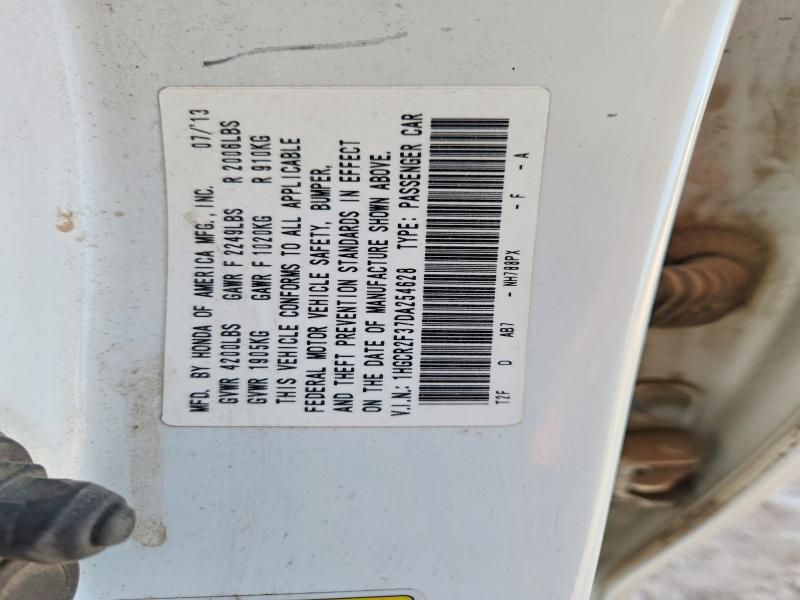 MFD. BY HONDA OF AMERICA MFG., INC. 07/'13
GVWR 4200LBS GAWR F 2249LBS R 2006LBS
GVWR 1905KG GAWR F 1020KG R 910KG
THIS VEHICLE CONFORMS TO ALL APPLICABLE
FEDERAL MOTOR VEHICLE SAFETY, BUMPER,
AND THEFT PREVENTION STANDARDS IN EFFECT
ON THE DATE OF MANUFACTURE SHOWN ABOVE.
V.I.N.: 1HGCR2F37DA254628 TYPE: PASSENGER CAR
T2F D AB7 - NH788PX - F - A